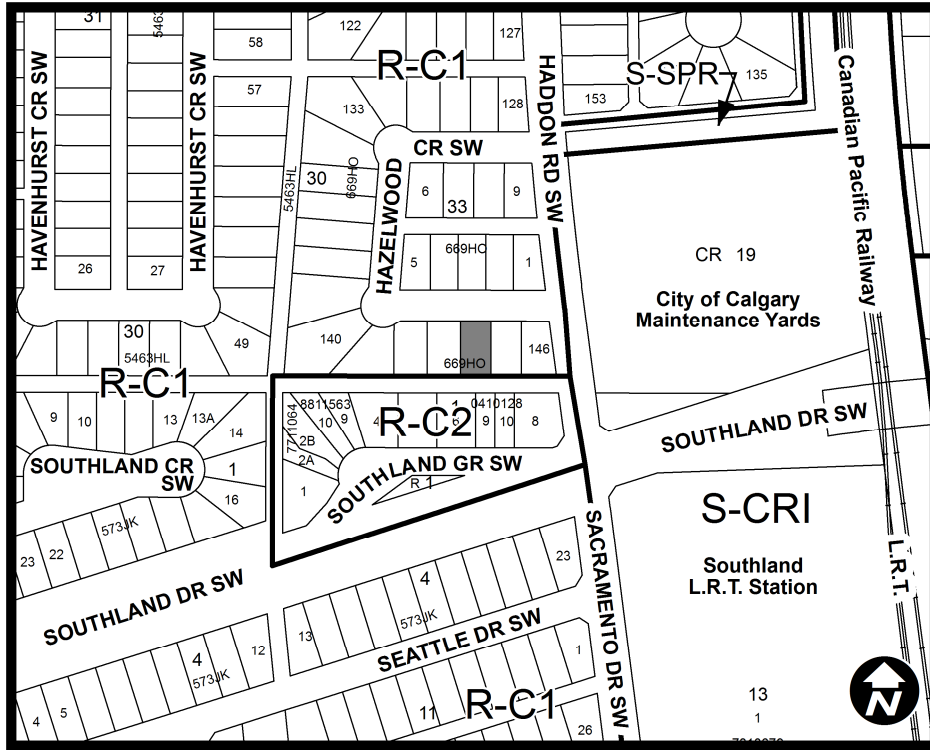 31
5463
122
127
R-C1
58
S-SPR
135
57
153
133
128
HAVENHURST CR SW
HAVENHURST CR SW
HADDON RD SW
Canadian Pacific Railway
CR SW
5463HL
30
669HO
HAZELWOOD
6
33
9
669HO
5
1
CR 19
City of Calgary
Maintenance Yards
26
27
30
5463HL
49
140
669HO
146
R-C1
9
10
13
13A
14
8811563
7711064
10
9
4
R-C2
0410128
9
10
8
2B
2A
1
SOUTHLAND GR SW
R 1
SOUTHLAND DR SW
SOUTHLAND CR
SW
1
16
573JK
23
22
S-CRI
Southland
L.R.T. Station
L.R.T.
SACRAMENTO DR SW
23
4
573JK
SOUTHLAND DR SW
13
SEATTLE DR SW
12
4
573JK
1
4
5
11
R-C1
26
13
1
N